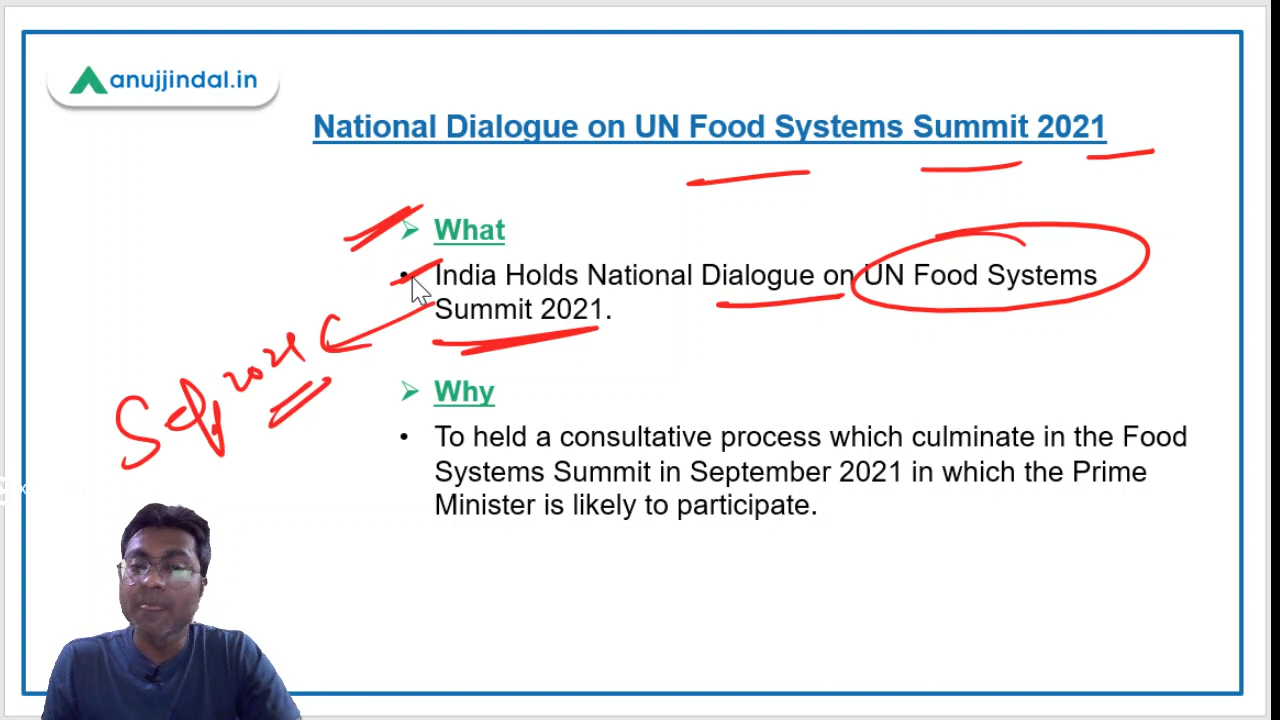 anujjindal.in
National Dialogue on UN Food Systems Summit 2021
What
India Holds National Dialogue on UN Food Systems
Summit 2021.
Sep 2021
Why
To held a consultative process which culminate in the Food
Systems Summit in September 2021 in which the Prime
Minister is likely to participate.